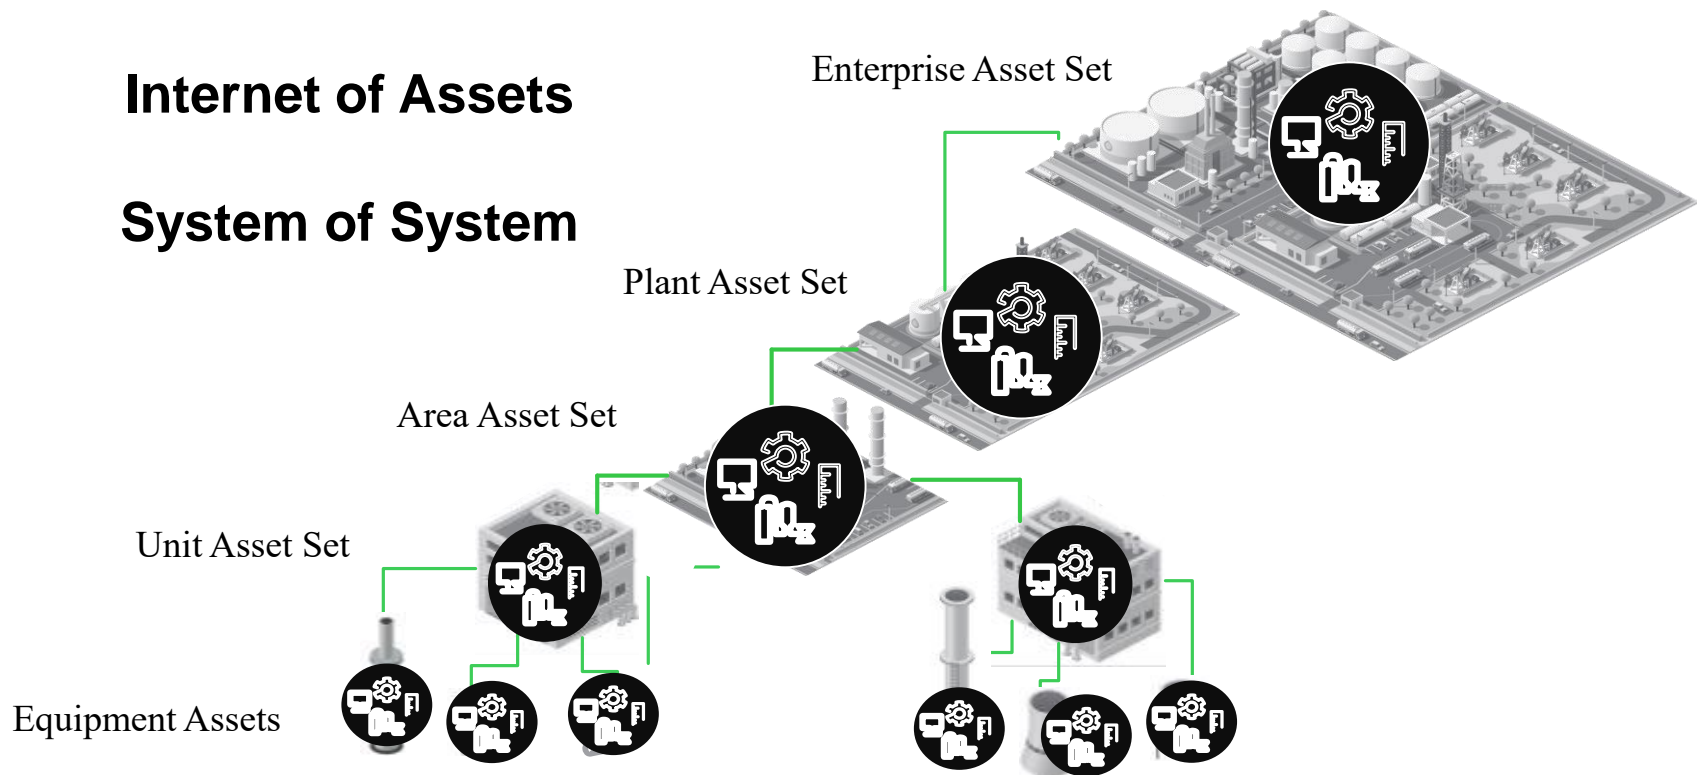 Internet of Assets
System of System
Enterprise Asset Set
Plant Asset Set
Area Asset Set
Unit Asset Set
Equipment Assets